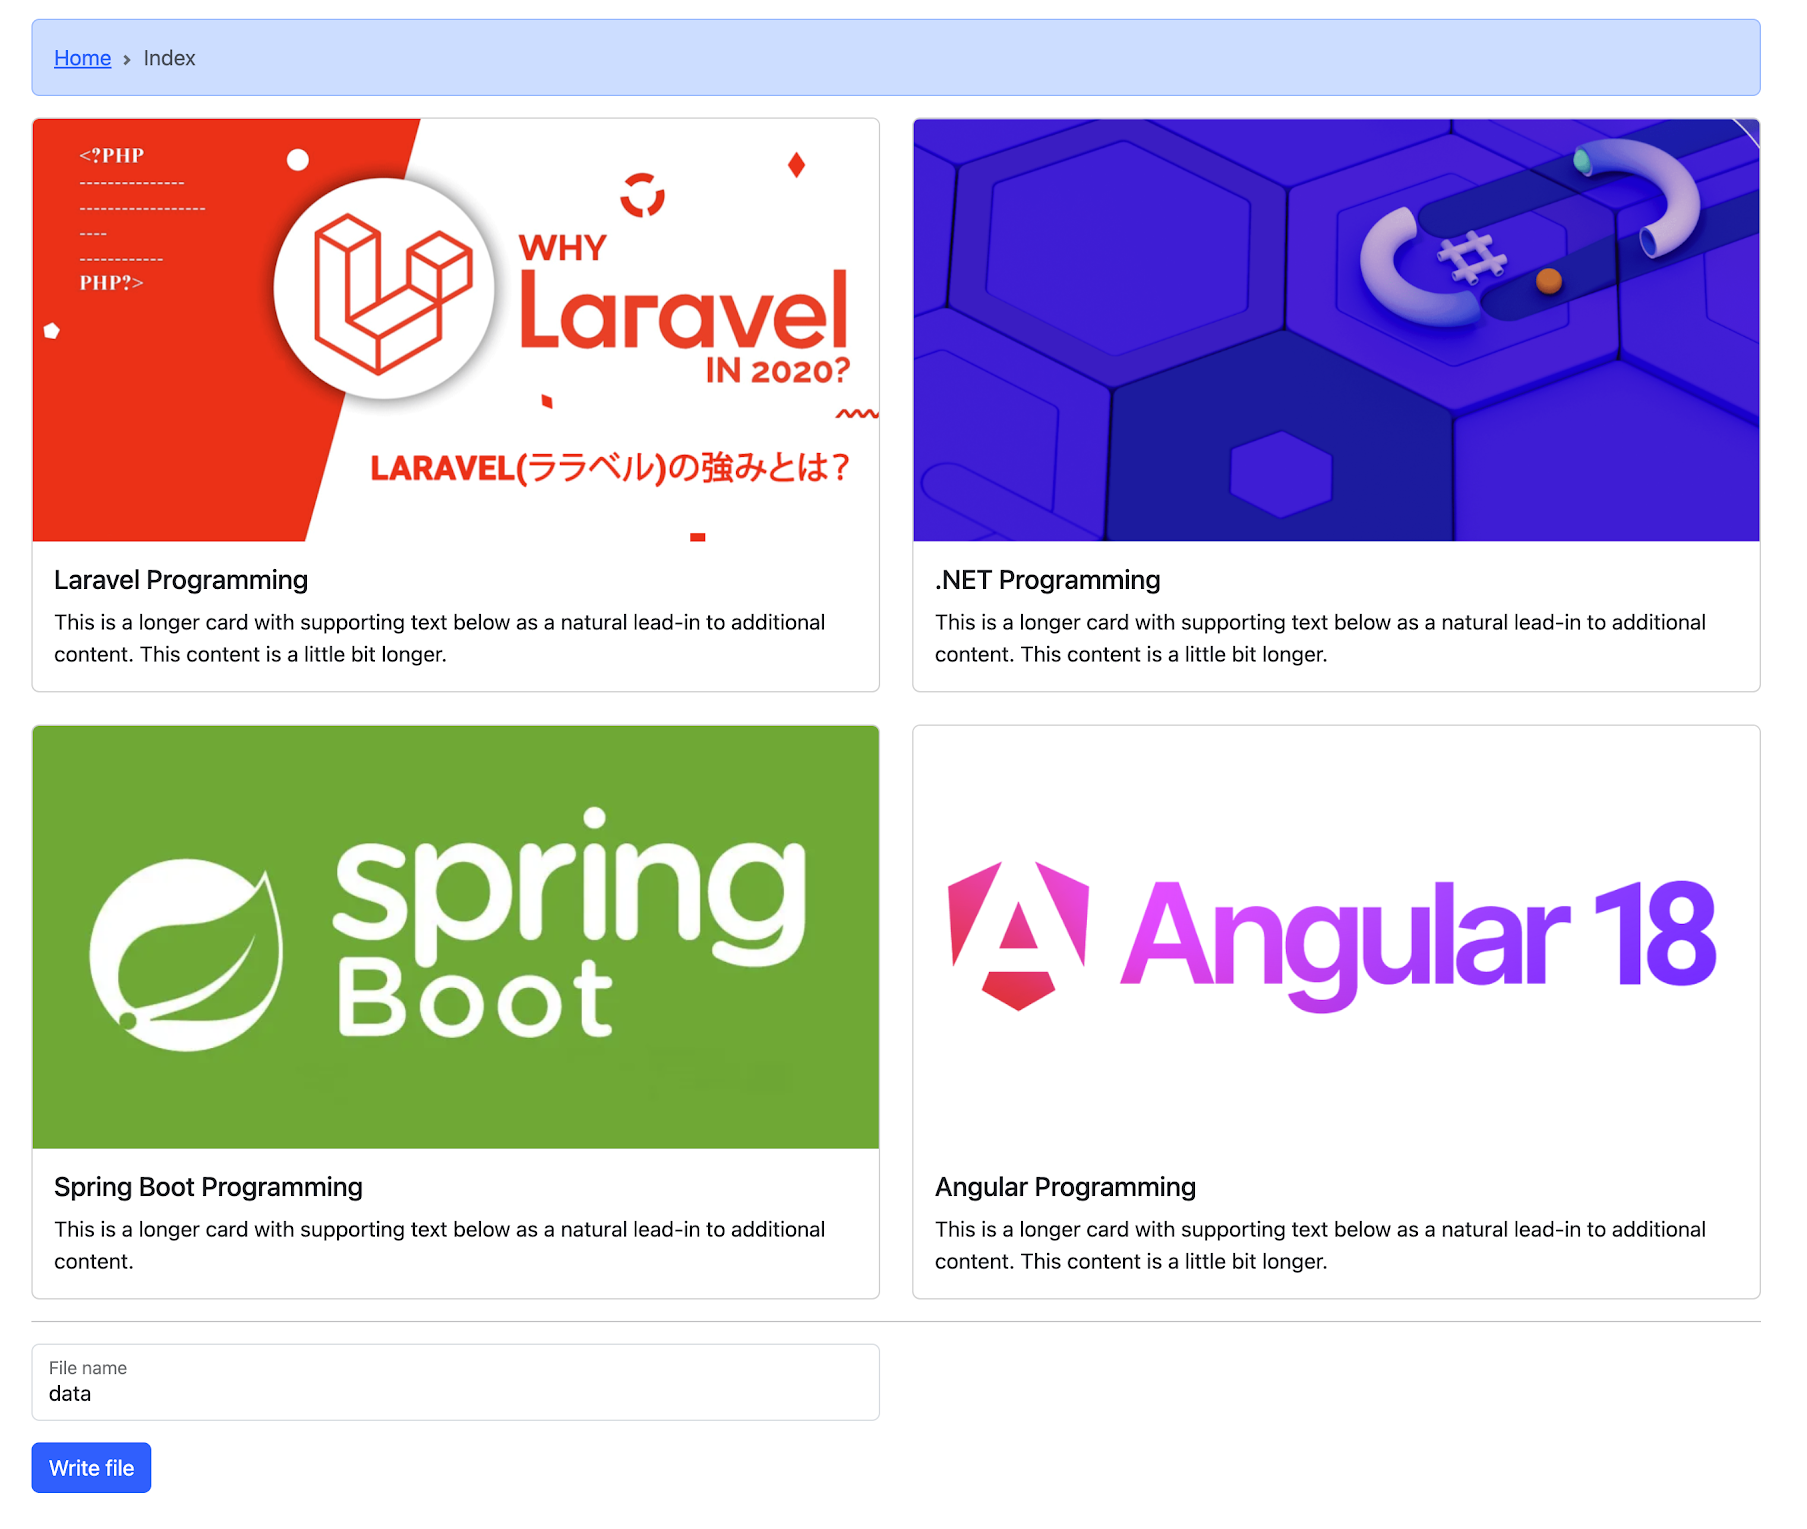 Home › Index
<?PHP
---------------
------------------
----
------------
PHP?>
WHY
Laravel
IN 2020?
LARAVEL(ララベル)の強みとは?
Laravel Programming
This is a longer card with supporting text below as a natural lead-in to additional
content. This content is a little bit longer.
.NET Programming
This is a longer card with supporting text below as a natural lead-in to additional
content. This content is a little bit longer.
spring
Boot
Spring Boot Programming
This is a longer card with supporting text below as a natural lead-in to additional
content.
Angular 18
Angular Programming
This is a longer card with supporting text below as a natural lead-in to additional
content. This content is a little bit longer.
File name
data
Write file